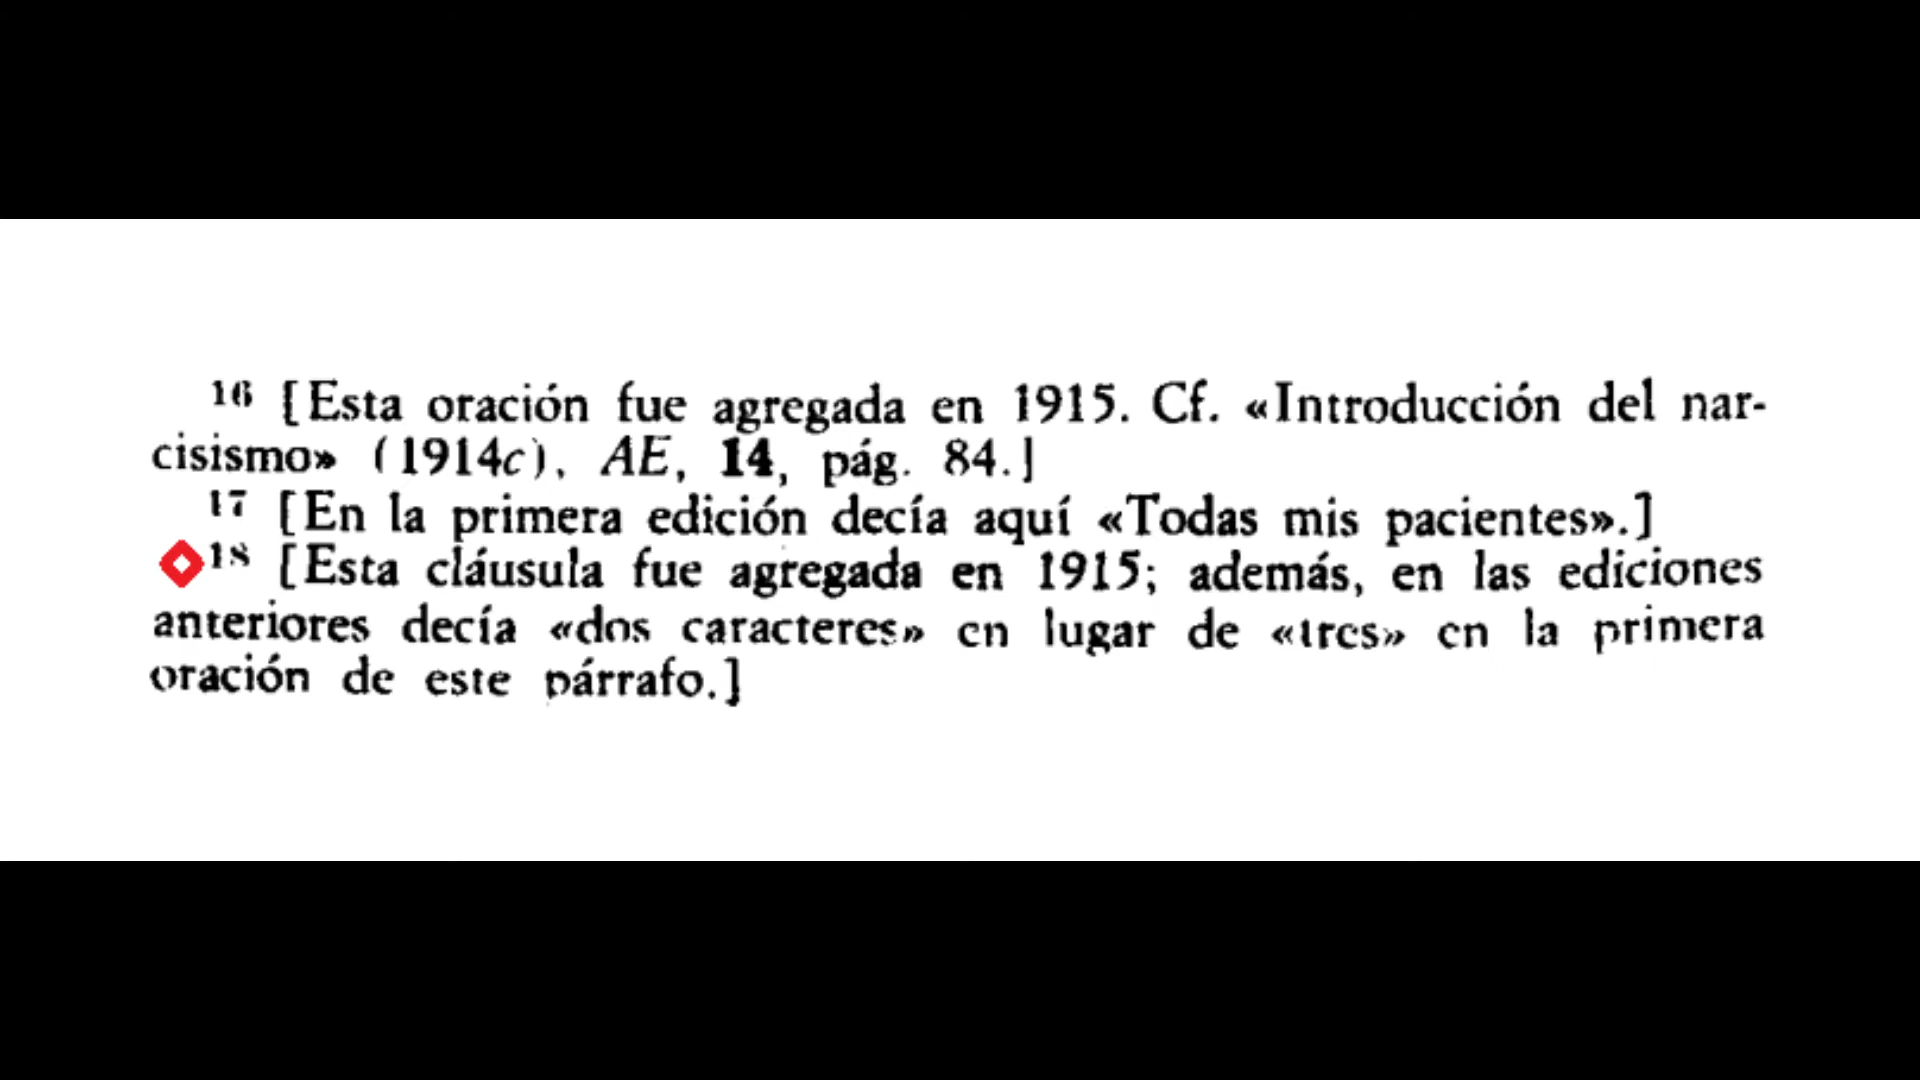 16 [Esta oración fue agregada en 1915. Cf. «Introducción del nar-
cisismo» (1914c), AE, 14, pág. 84.]
17 [En la primera edición decía aquí «Todas mis pacientes».]
18 [Esta cláusula fue agregada en 1915; además, en las ediciones
anteriores decía «dos caracteres» en lugar de «tres» en la primera
oración de este párrafo.]